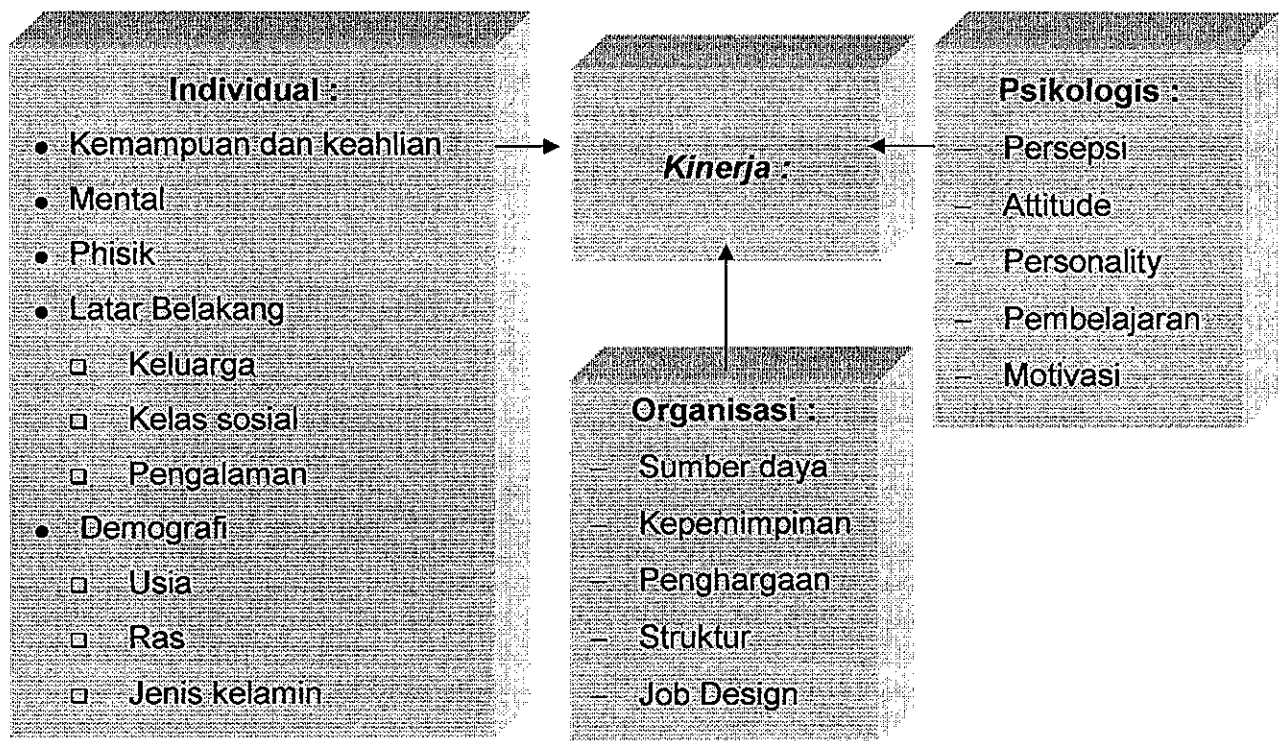 Individual :
● Kemampuan dan keahlian
● Mental
● Phisik
● Latar Belakang
□ Keluarga
□ Kelas sosial
□ Pengalaman
● Demografi
□ Usia
□ Ras
□ Jenis kelamin
Kinerja :
Psikologis :
– Persepsi
– Attitude
– Personality
– Pembelajaran
– Motivasi
Organisasi :
– Sumber daya
– Kepemimpinan
– Penghargaan
– Struktur
– Job Design